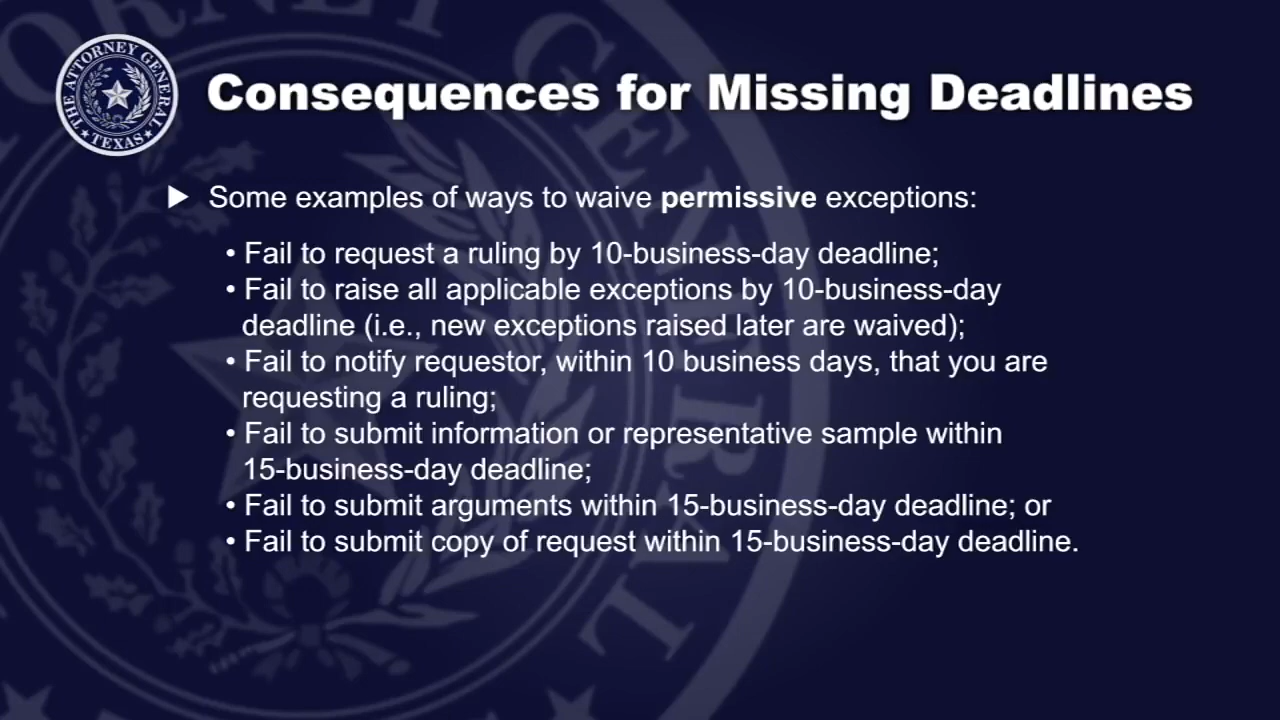 THE ATTORNEY GENERAL
★ TEXAS ★
Consequences for Missing Deadlines
▶ Some examples of ways to waive permissive exceptions:
• Fail to request a ruling by 10-business-day deadline;
• Fail to raise all applicable exceptions by 10-business-day
deadline (i.e., new exceptions raised later are waived);
• Fail to notify requestor, within 10 business days, that you are
requesting a ruling;
• Fail to submit information or representative sample within
15-business-day deadline;
• Fail to submit arguments within 15-business-day deadline; or
• Fail to submit copy of request within 15-business-day deadline.